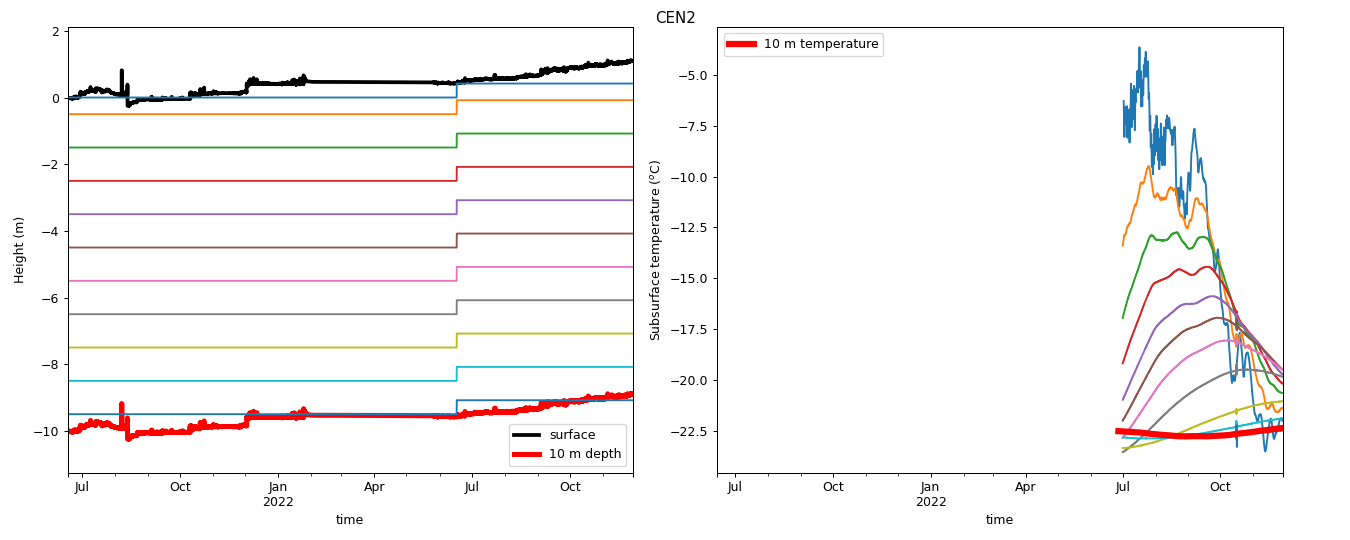 CEN2
Height (m)
2
0
−2
−4
−6
−8
−10
surface
10 m depth
Jul
Oct
Jan
2022
Apr
Jul
Oct
time
Subsurface temperature (°C)
−5.0
−7.5
−10.0
−12.5
−15.0
−17.5
−20.0
−22.5
10 m temperature
Jul
Oct
Jan
2022
Apr
Jul
Oct
time